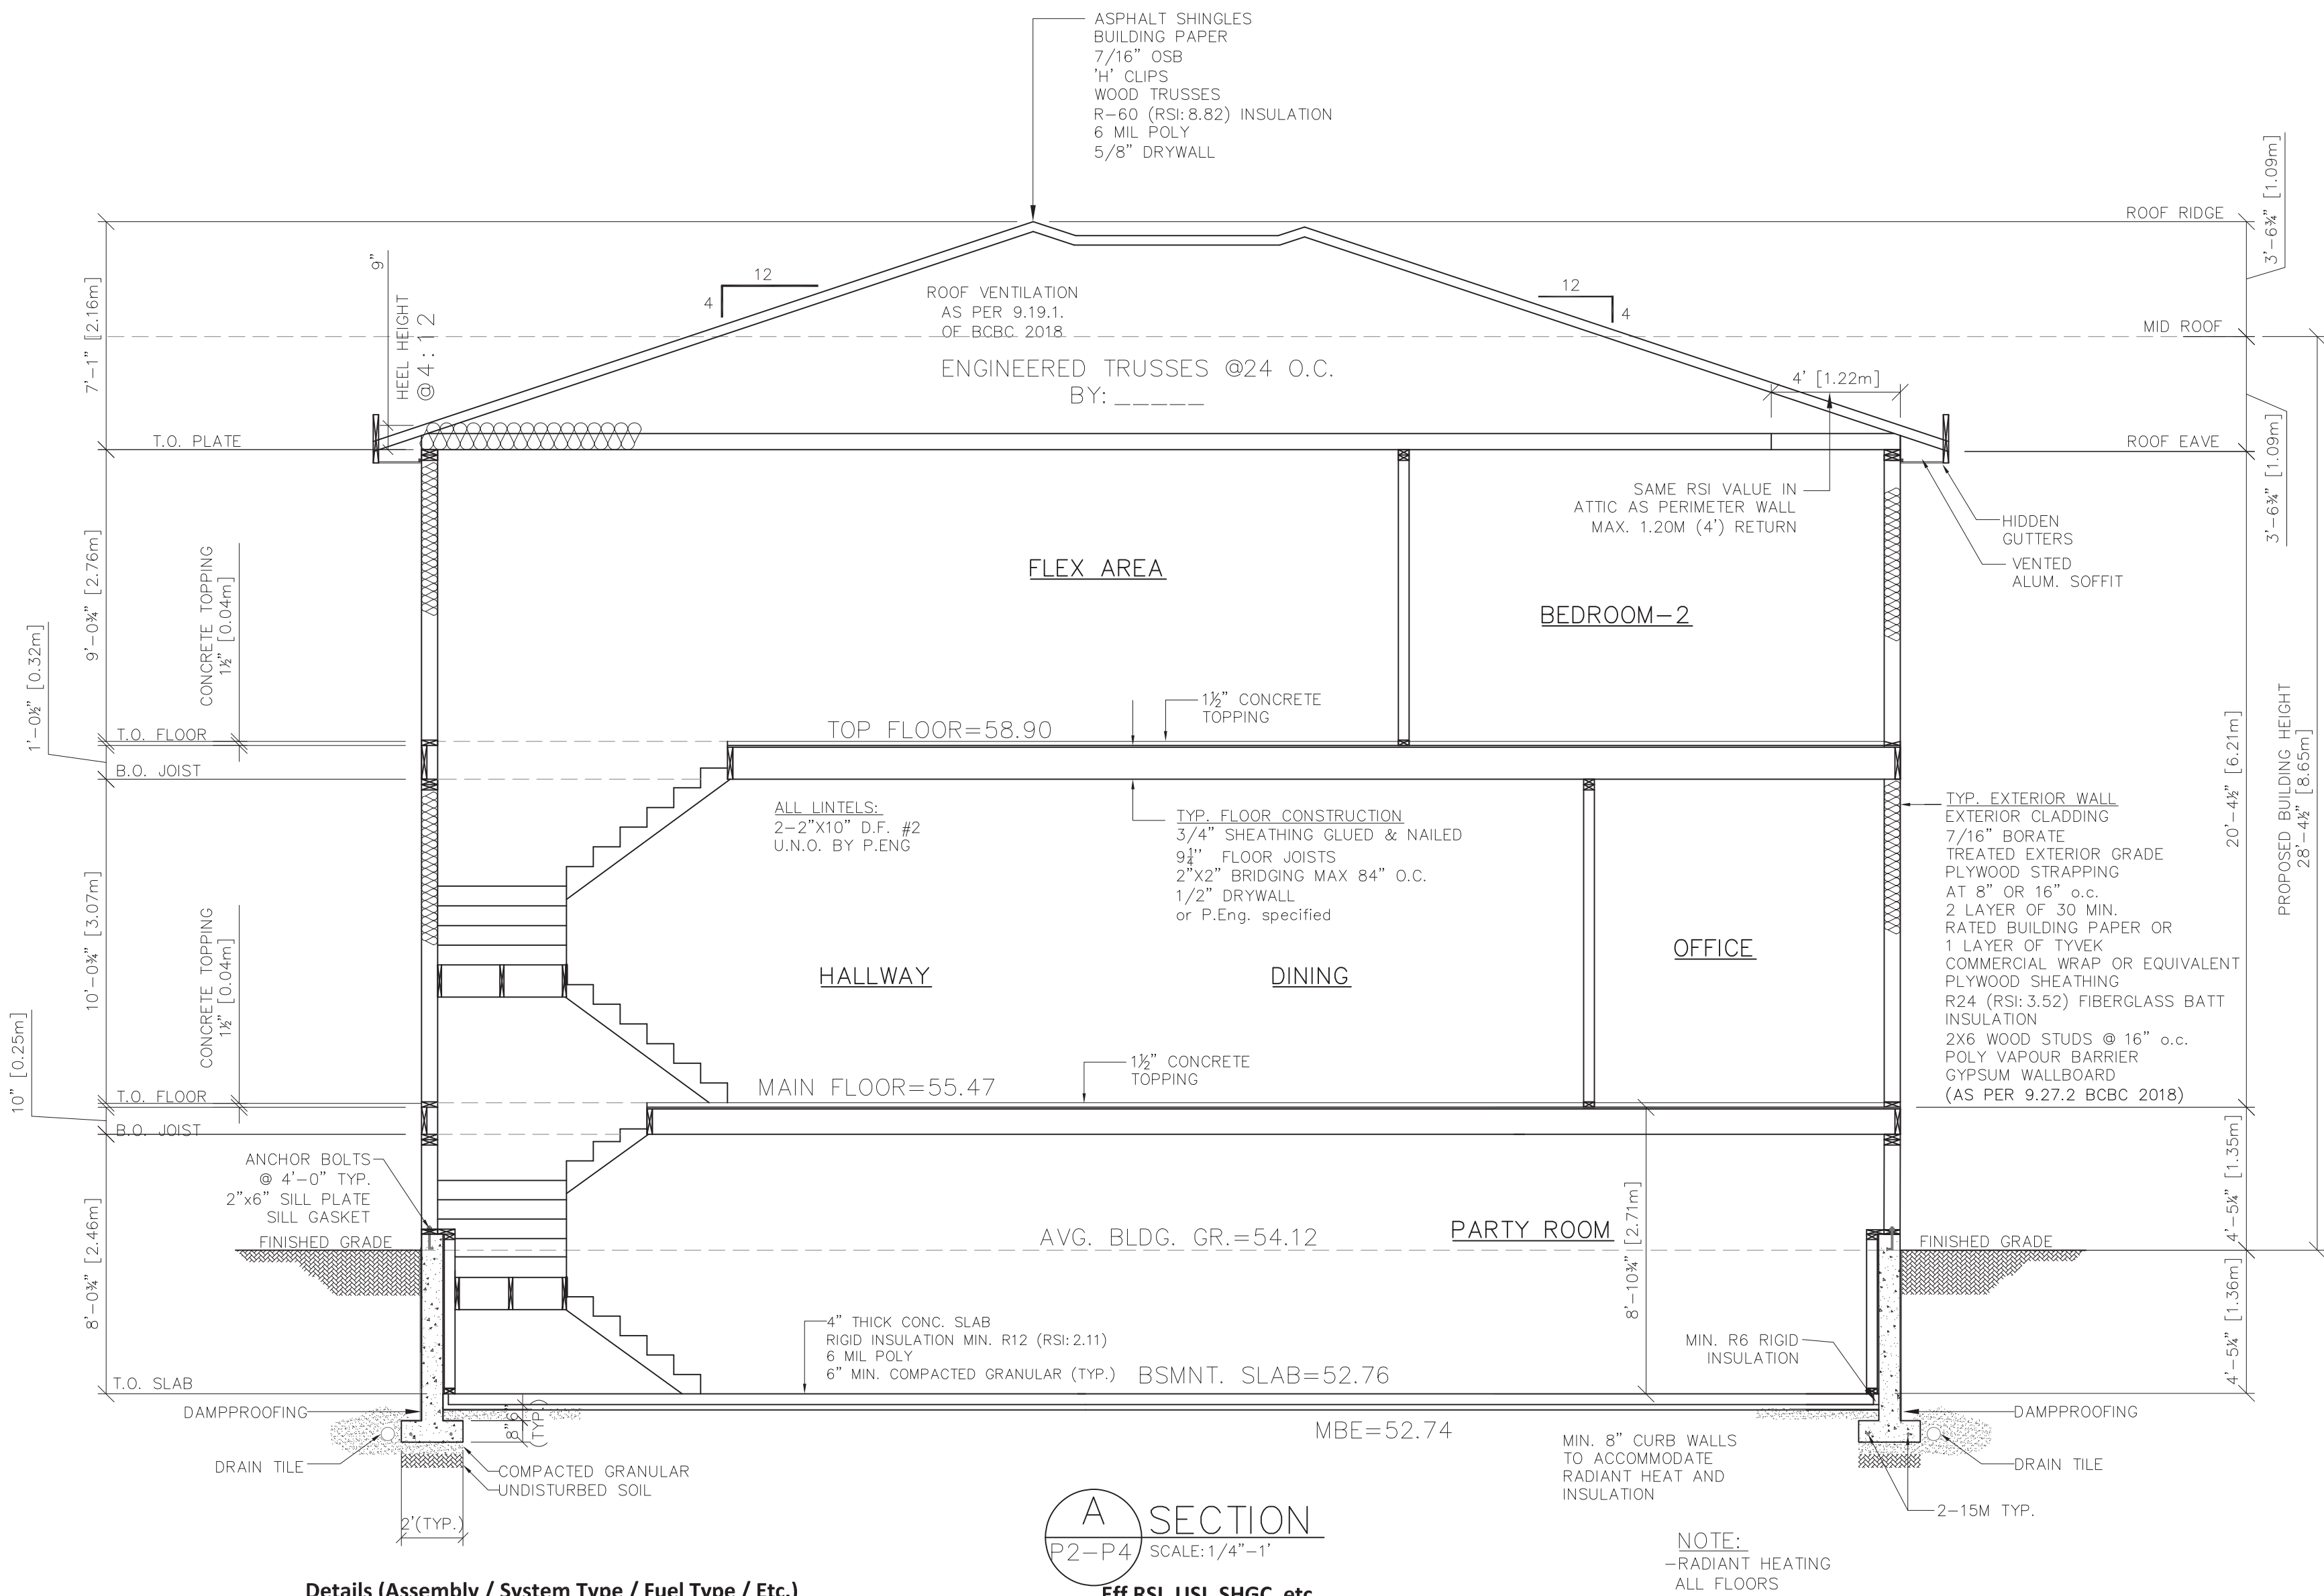 ASPHALT SHINGLES
BUILDING PAPER
7/16" OSB
'H' CLIPS
WOOD TRUSSES
R-60 (RSI:8.82) INSULATION
6 MIL POLY
5/8" DRYWALL
ROOF RIDGE
3'-6¾" [1.09m]
7'-1" [2.16m]
9"
HEEL HEIGHT
@4:12
12
4
ROOF VENTILATION
AS PER 9.19.1.
OF BCBC 2018
12
4
MID ROOF
ENGINEERED TRUSSES @24 O.C.
BY: _____
4' [1.22m]
T.O. PLATE
ROOF EAVE
3'-6¾" [1.09m]
SAME RSI VALUE IN
ATTIC AS PERIMETER WALL
MAX. 1.20M (4') RETURN
HIDDEN
GUTTERS
VENTED
ALUM. SOFFIT
9'-0¾" [2.76m]
CONCRETE TOPPING
1½" [0.04m]
1'-0½" [0.32m]
FLEX AREA
BEDROOM-2
1½" CONCRETE
TOPPING
TOP FLOOR=58.90
T.O. FLOOR
B.O. JOIST
20'-4½" [6.21m]
PROPOSED BUILDING HEIGHT
28'-4½" [8.65m]
ALL LINTELS:
2-2"X10" D.F. #2
U.N.O. BY P.ENG
TYP. FLOOR CONSTRUCTION
3/4" SHEATHING GLUED & NAILED
9¼" FLOOR JOISTS
2"X2" BRIDGING MAX 84" O.C.
1/2" DRYWALL
or P.Eng. specified
TYP. EXTERIOR WALL
EXTERIOR CLADDING
7/16" BORATE
TREATED EXTERIOR GRADE
PLYWOOD STRAPPING
AT 8" OR 16" o.c.
2 LAYER OF 30 MIN.
RATED BUILDING PAPER OR
1 LAYER OF TYVEK
COMMERCIAL WRAP OR EQUIVALENT
PLYWOOD SHEATHING
R24 (RSI:3.52) FIBERGLASS BATT
INSULATION
2X6 WOOD STUDS @ 16" o.c.
POLY VAPOUR BARRIER
GYPSUM WALLBOARD
(AS PER 9.27.2 BCBC 2018)
10'-0¾" [3.07m]
CONCRETE TOPPING
1½" [0.04m]
10" [0.25m]
HALLWAY
DINING
OFFICE
1½" CONCRETE
TOPPING
MAIN FLOOR=55.47
T.O. FLOOR
B.O. JOIST
ANCHOR BOLTS
@ 4'-0" TYP.
2"x6" SILL PLATE
SILL GASKET
FINISHED GRADE
8'-0¾" [2.46m]
AVG. BLDG. GR.=54.12
PARTY ROOM
8'-10¾" [2.71m]
FINISHED GRADE
4'-5¼" [1.35m]
4'-5¼" [1.36m]
4" THICK CONC. SLAB
RIGID INSULATION MIN. R12 (RSI:2.11)
6 MIL POLY
6" MIN. COMPACTED GRANULAR (TYP.)
BSMNT. SLAB=52.76
MIN. R6 RIGID
INSULATION
T.O. SLAB
DAMPPROOFING
8" 6"
(TYP.)
MBE=52.74
DAMPPROOFING
DRAIN TILE
COMPACTED GRANULAR
UNDISTURBED SOIL
2'(TYP.)
MIN. 8" CURB WALLS
TO ACCOMMODATE
RADIANT HEAT AND
INSULATION
DRAIN TILE
2-15M TYP.
A
P2-P4
SECTION
SCALE:1/4"-1'
NOTE:
-RADIANT HEATING
ALL FLOORS
Details (Assembly / System Type / Fuel Type / Etc.)
Eff RSI, USI, SHGC, etc.